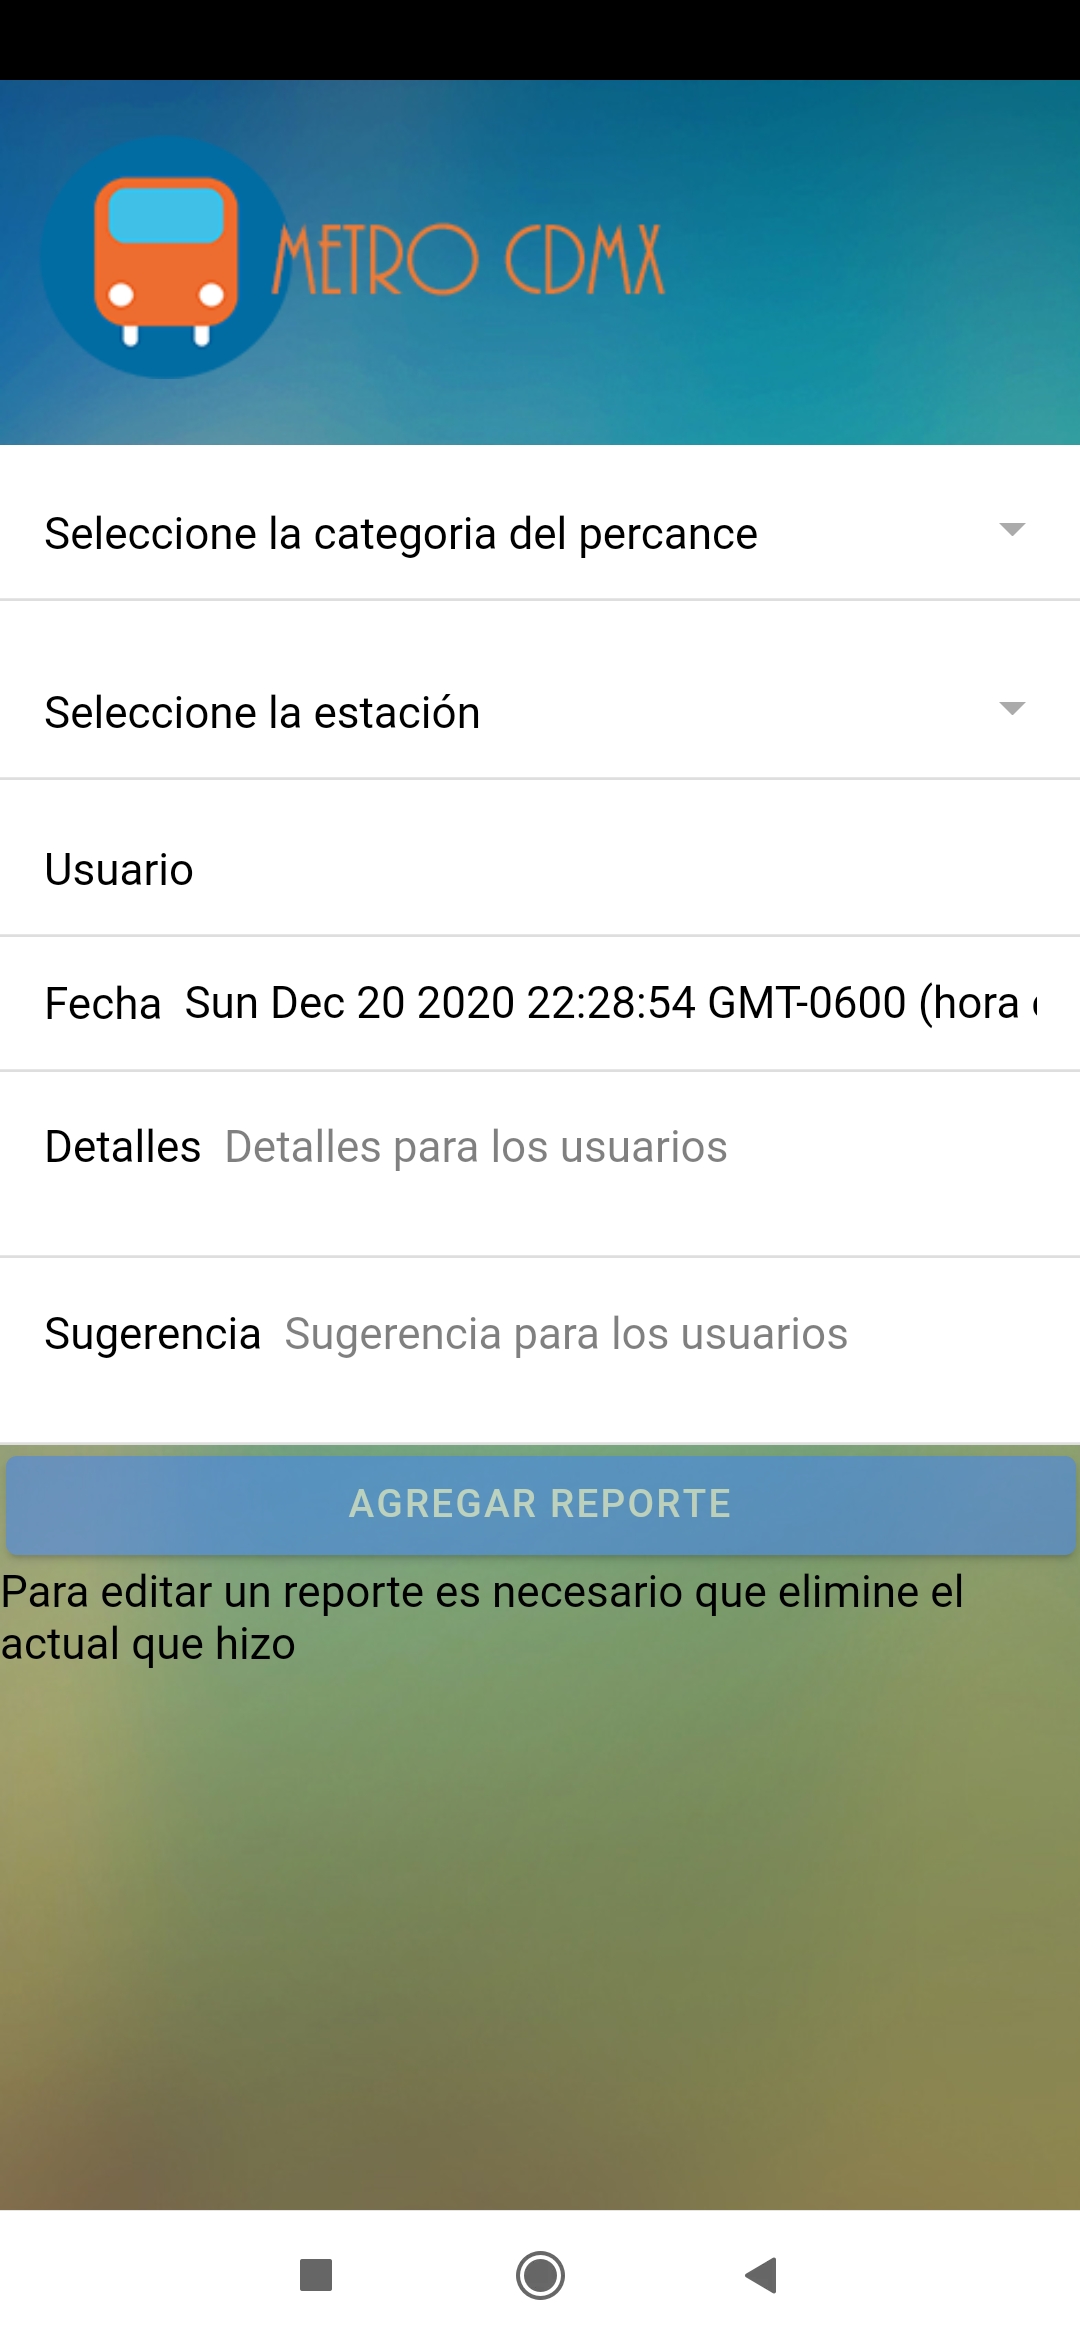 METRO CDMX
Seleccione la categoria del percance
Seleccione la estación
Usuario
Fecha Sun Dec 20 2020 22:28:54 GMT-0600 (hora
Detalles Detalles para los usuarios
Sugerencia Sugerencia para los usuarios
AGREGAR REPORTE
Para editar un reporte es necesario que elimine el
actual que hizo